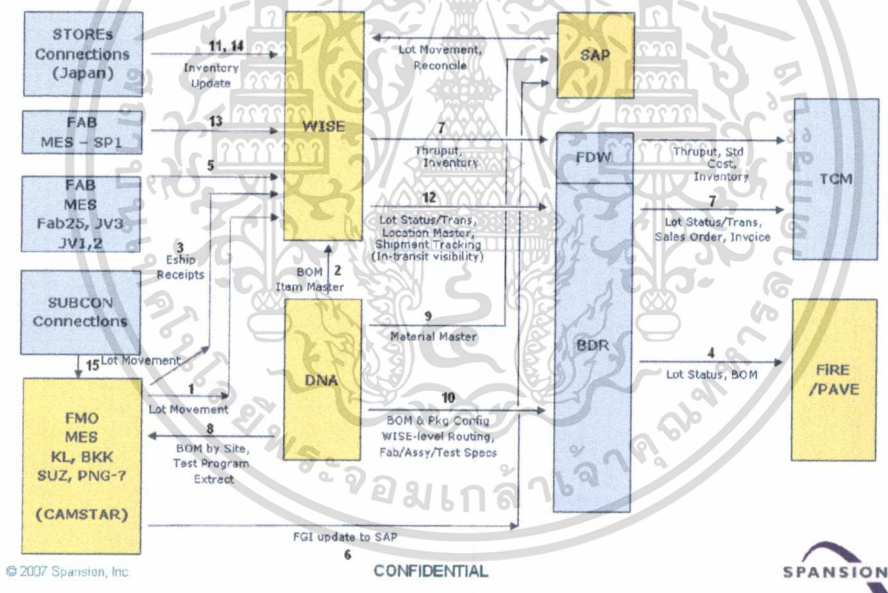 STOREs
Connections
(Japan)
11, 14
Inventory
Update
WISE
Lot Movement,
Reconcile
SAP
FAB
MES - SP1
13
7
Thruput,
Inventory
FDW
Thruput, Std
Cost,
Inventory
TCM
FAB
MES
Fab25, JV3
JV1,2
5
12
Lot Status/Trans,
Location Master,
Shipment Tracking
(In-transit visibility)
7
Lot Status/Trans,
Sales Order, Invoice
3
Eship
Receipts
BOM 2
Item Master
SUBCON
Connections
DNA
9
Material Master
BDR
4
Lot Status, BOM
FiRE
/PAVE
15 Lot Movement
1
Lot Movement
FMO
MES
KL, BKK
SUZ, PNG-7
(CAMSTAR)
8
BOM by Site,
Test Program
Extract
10
BOM & Pkg Config
WISE-level Routing,
Fab/Assy/Test Specs
FGI update to SAP
6
© 2007 Spansion, Inc.
CONFIDENTIAL
SPANSION